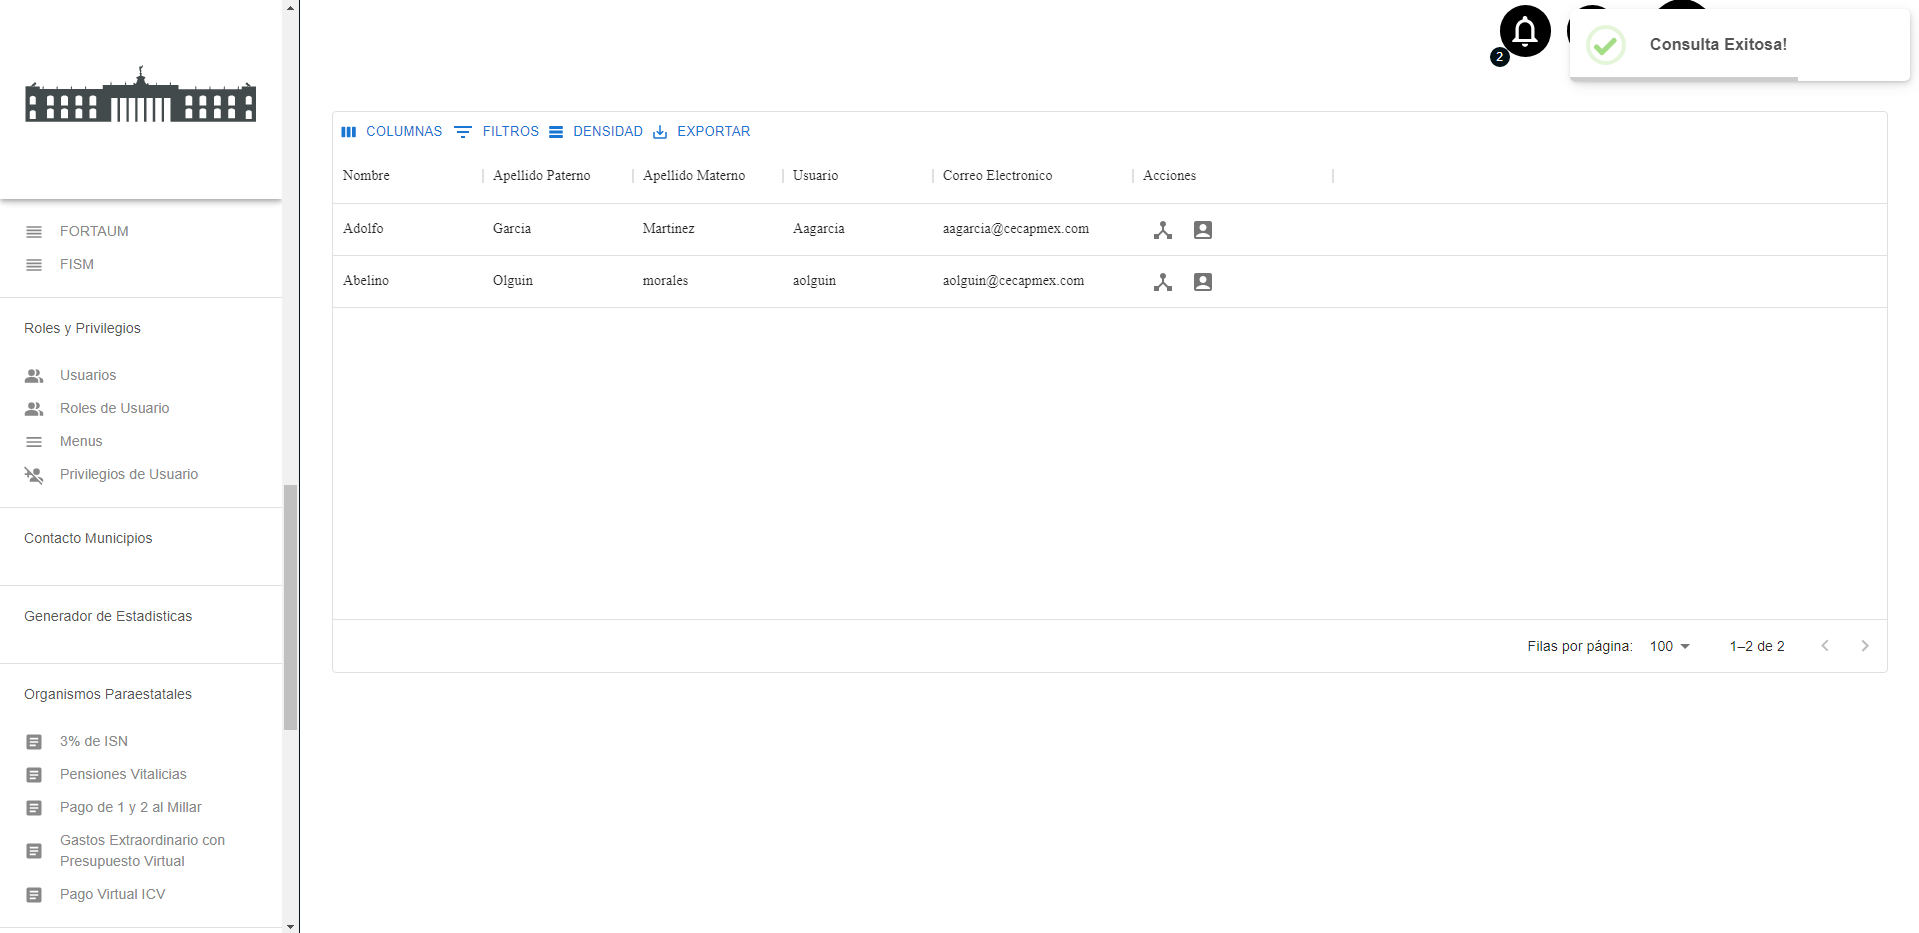 FORTAUM
FISM
Roles y Privilegios
Usuarios
Roles de Usuario
Menus
Privilegios de Usuario
Contacto Municipios
Generador de Estadisticas
Organismos Paraestatales
3% de ISN
Pensiones Vitalicias
Pago de 1 y 2 al Millar
Gastos Extraordinario con
Presupuesto Virtual
Pago Virtual ICV
2
Consulta Exitosa!
COLUMNAS FILTROS DENSIDAD EXPORTAR
Nombre Apellido Paterno Apellido Materno Usuario Correo Electronico Acciones
Adolfo Garcia Martinez Aagarcia aagarcia@cecapmex.com
Abelino Olguin morales aolguin aolguin@cecapmex.com
Filas por página: 100 1–2 de 2